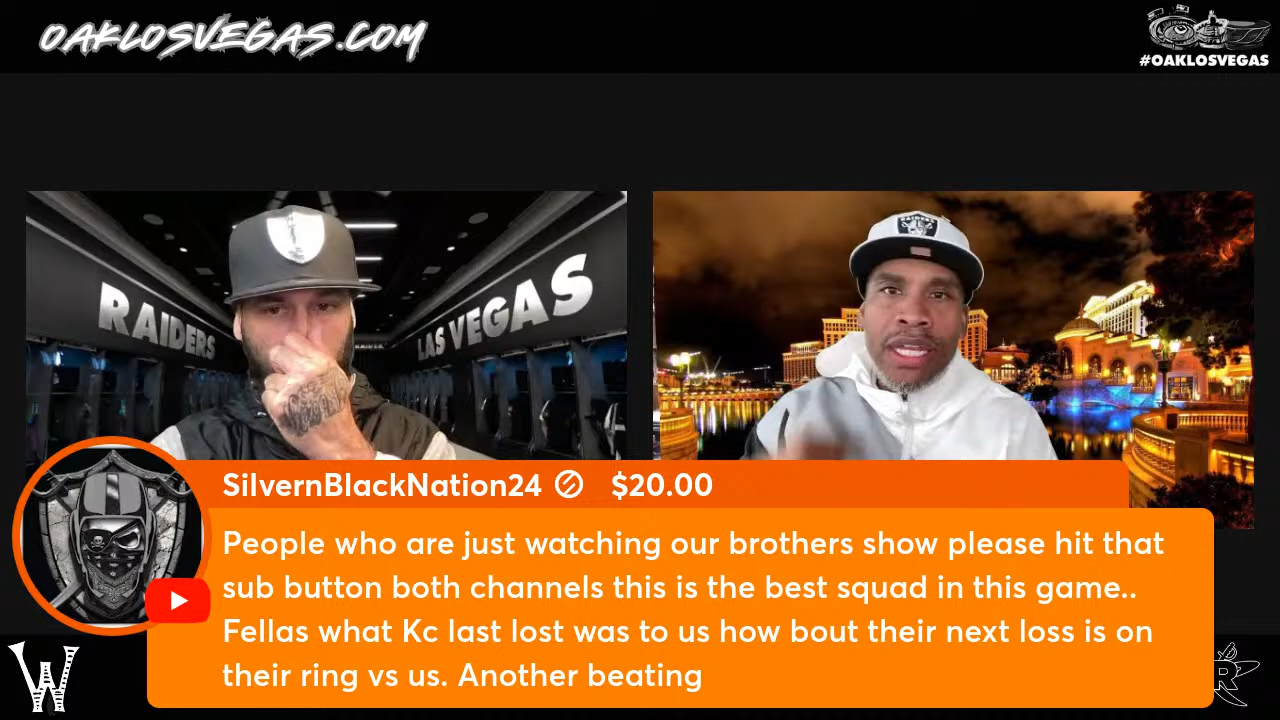 OAKLOSVEGAS.COM
#OAKLOSVEGAS
RAIDERS
LAS VEGAS
RAIDERS
SilvernBlackNation24 $20.00
People who are just watching our brothers show please hit that
sub button both channels this is the best squad in this game..
Fellas what Kc last lost was to us how bout their next loss is on
their ring vs us. Another beating
W
R